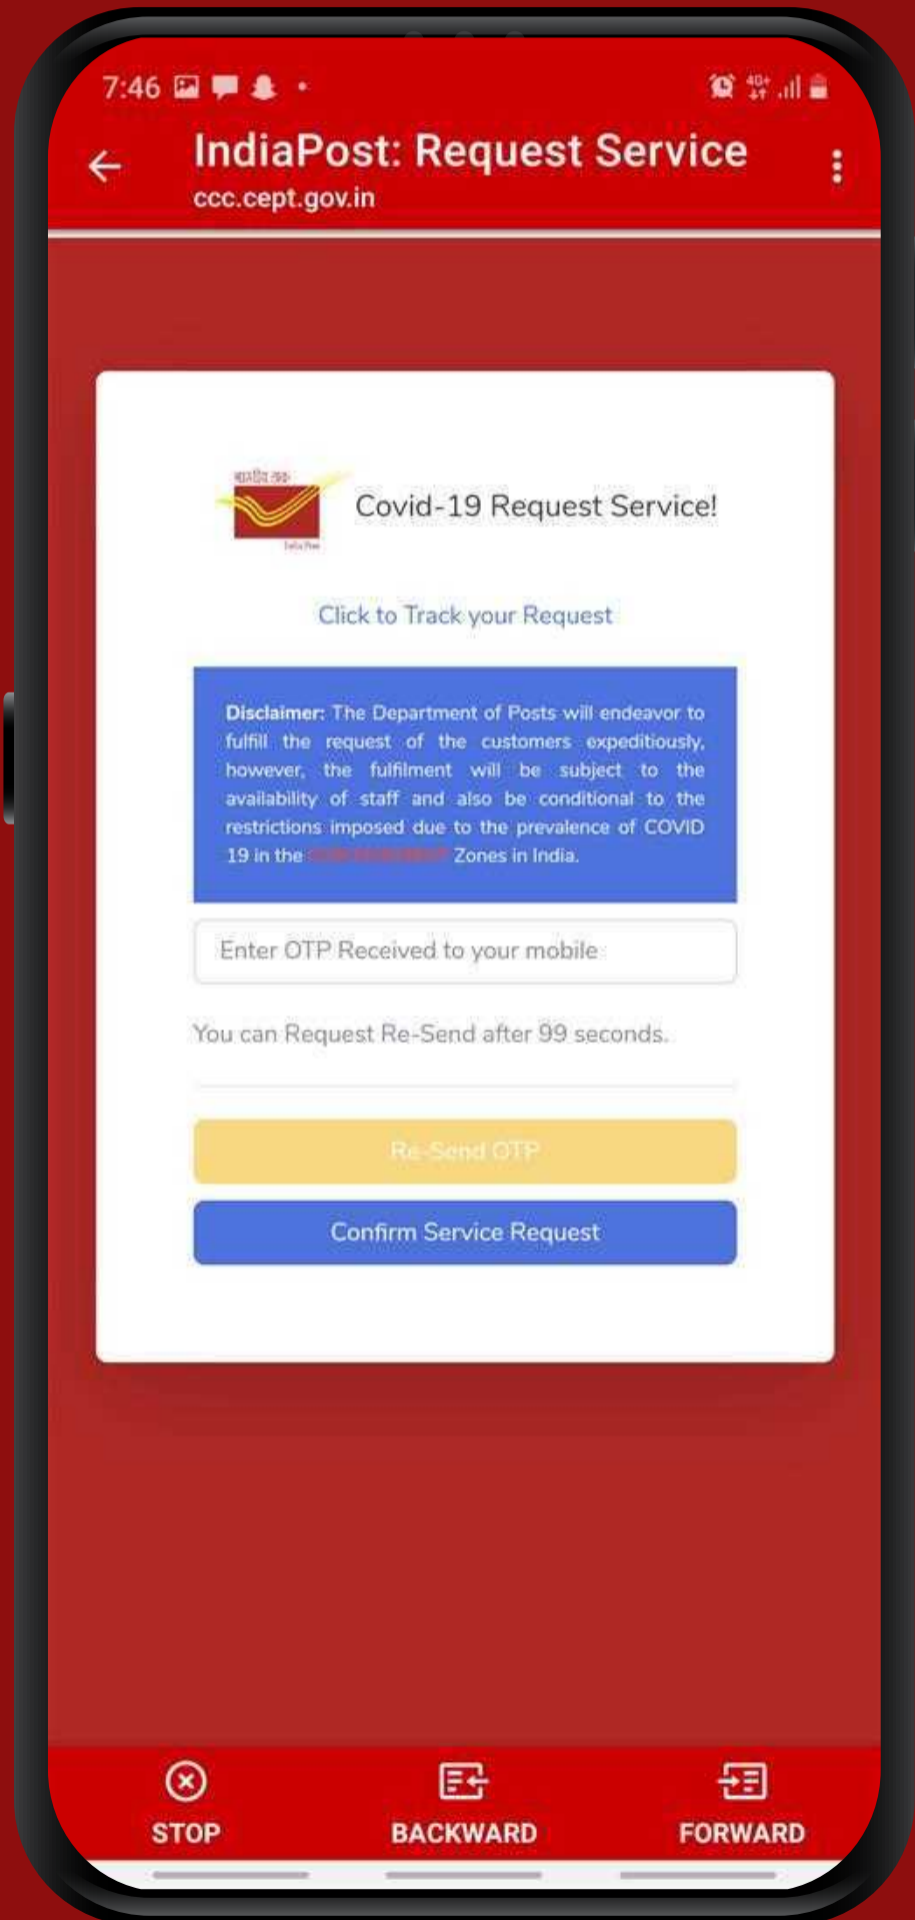 7:46
4G+
IndiaPost: Request Service
ccc.cept.gov.in
India Post
Covid-19 Request Service!
Click to Track your Request
Disclaimer: The Department of Posts will endeavor to
fulfill the request of the customers expeditiously,
however, the fulfilment will be subject to the
availability of staff and also be conditional to the
restrictions imposed due to the prevalence of COVID
19 in the Zones in India.
Enter OTP Received to your mobile
You can Request Re-Send after 99 seconds.
Re-Send OTP
Confirm Service Request
STOP
BACKWARD
FORWARD